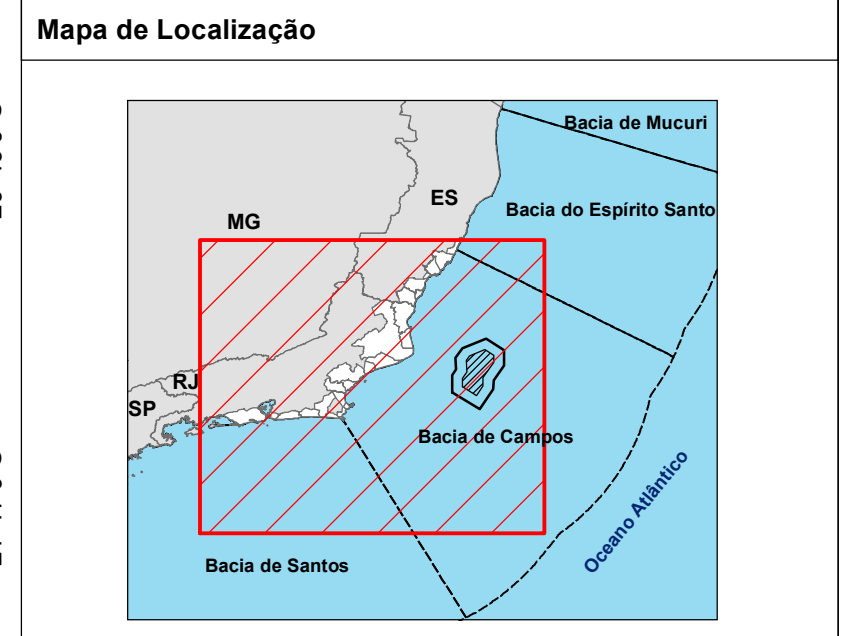 Mapa de Localização
Bacia de Mucuri
ES
Bacia do Espírito Santo
MG
RJ
SP
Bacia de Campos
Oceano Atlântico
Bacia de Santos